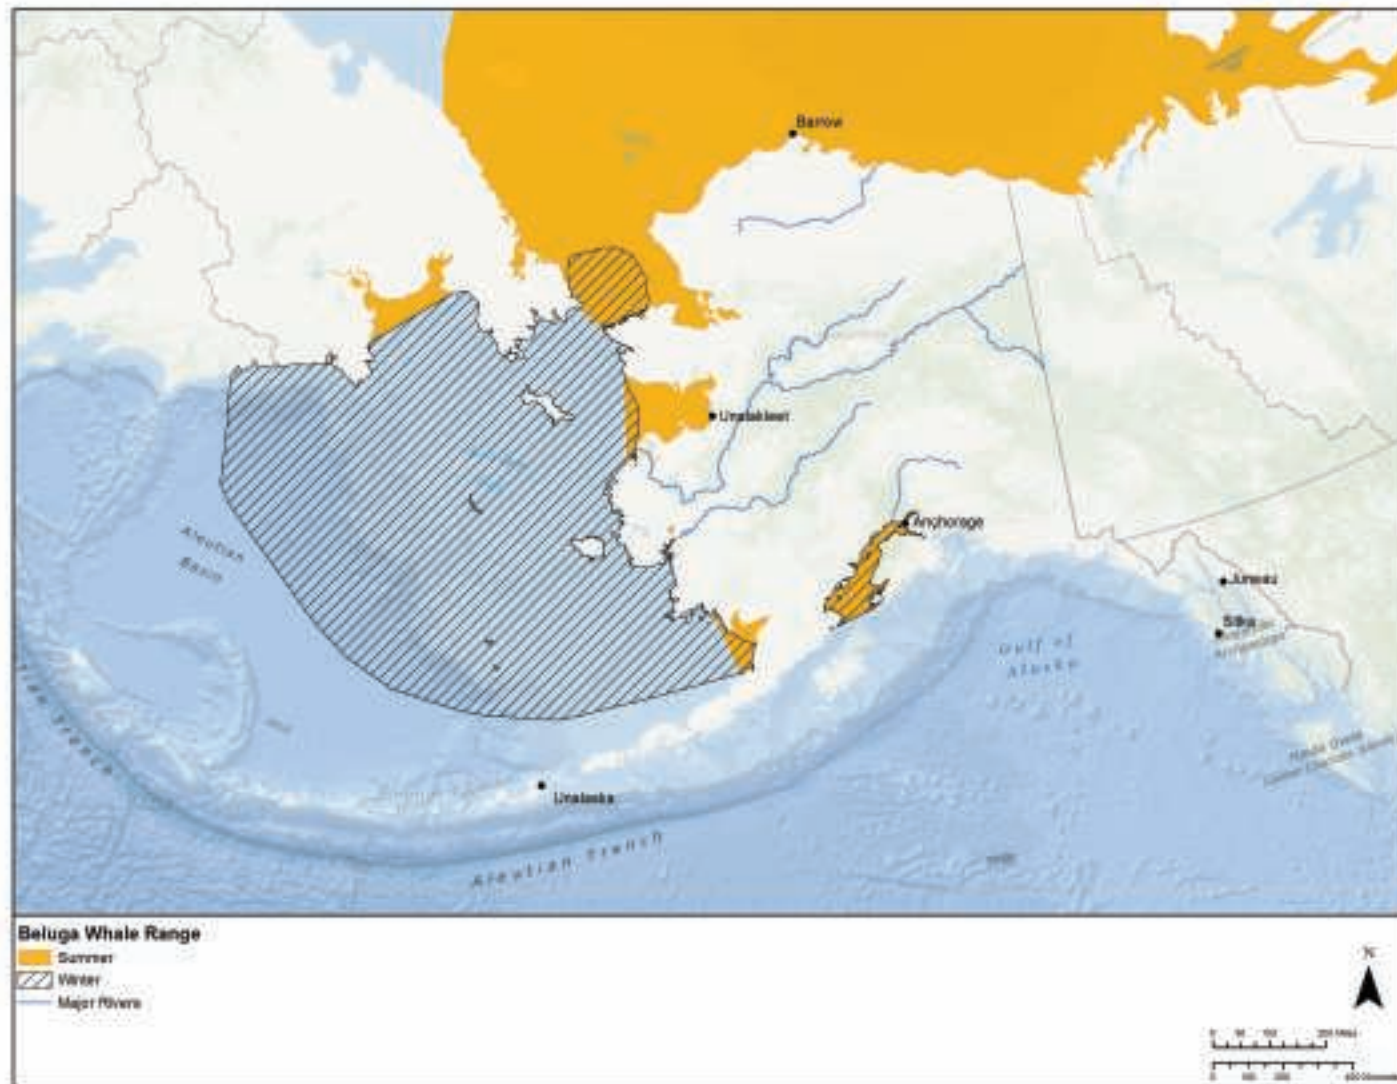 Barrow
Unalakleet
Anchorage
Aleutian
Basin
Juneau
Sitka
Gulf of
Alaska
Unalaska
Aleutian Trench
Beluga Whale Range
Summer
Winter
Major Rivers
N